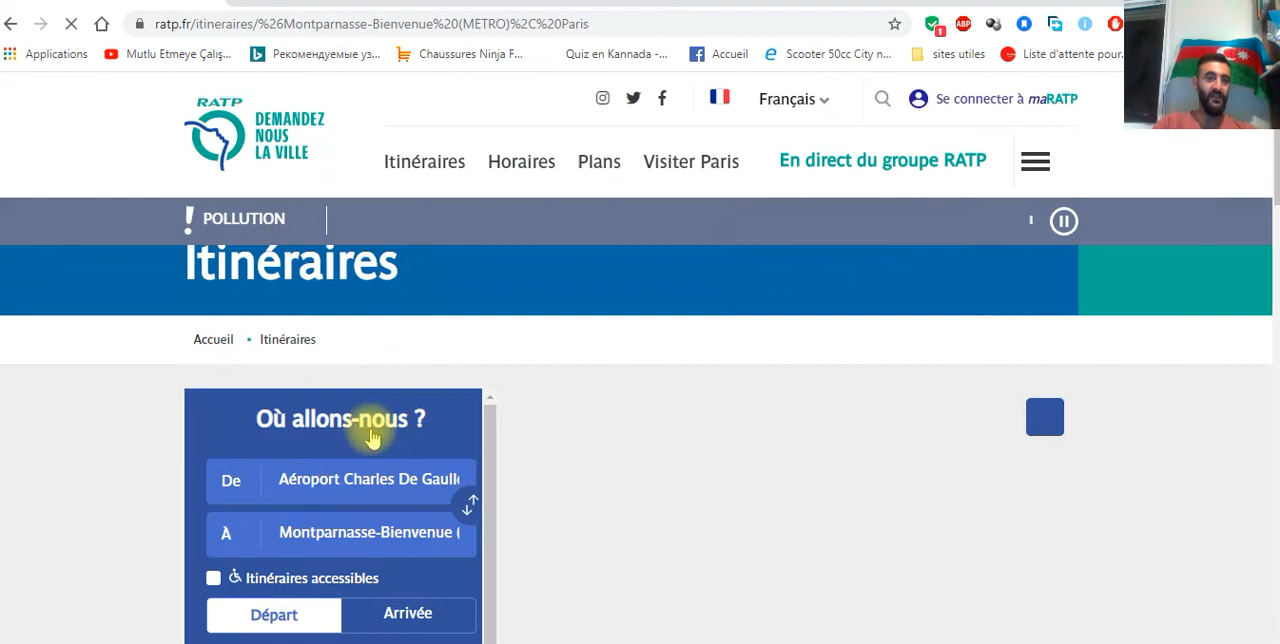 ratp.fr/itineraires/%26Montparnasse-Bienvenue%20(METRO)%2C%20Paris
1
ABP
Applications
Mutlu Etmeye Çalış...
Рекомендуемые уз...
Chaussures Ninja F...
Quiz en Kannada -...
Accueil
Scooter 50cc City n...
sites utiles
Liste d'attente pour...
RATP
DEMANDEZ
NOUS
LA VILLE
Français
Se connecter à maRATP
Itinéraires
Horaires
Plans
Visiter Paris
En direct du groupe RATP
! POLLUTION
Itinéraires
Accueil • Itinéraires
Où allons-nous ?
De
Aéroport Charles De Gaull
À
Montparnasse-Bienvenue (
Itinéraires accessibles
Départ
Arrivée